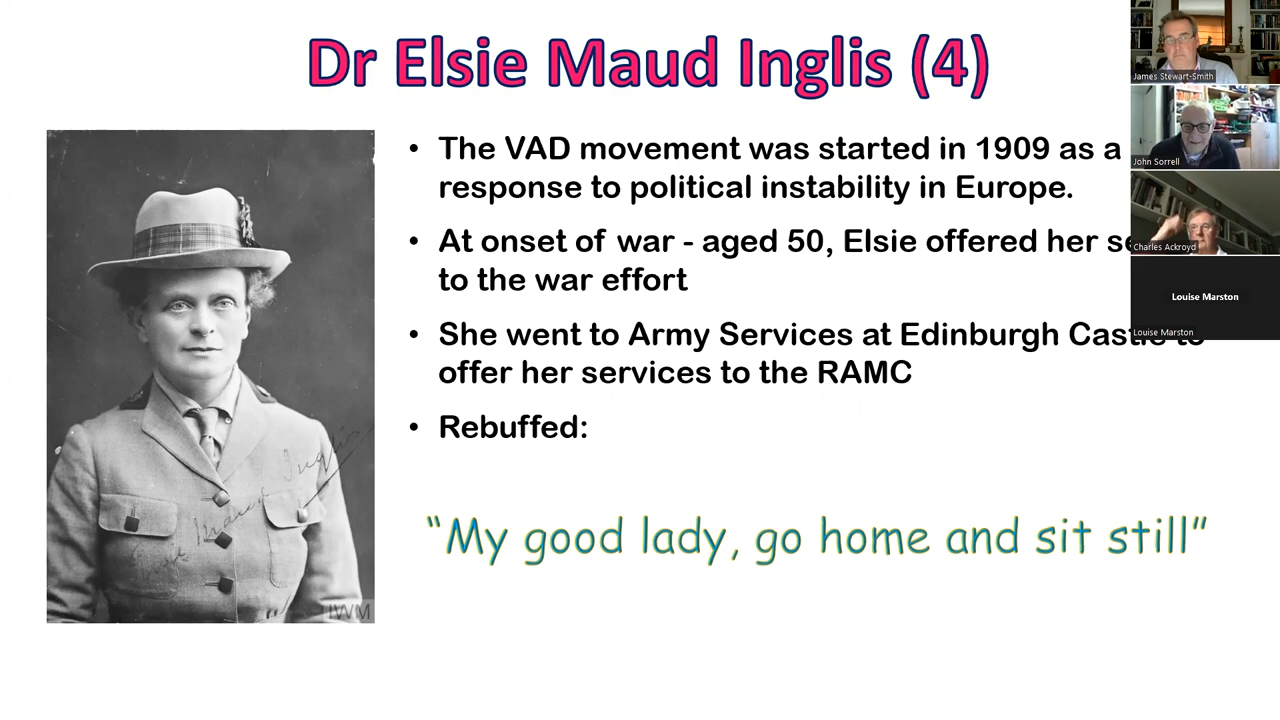 Dr Elsie Maud Inglis (4)
• The VAD movement was started in 1909 as a
response to political instability in Europe.
• At onset of war - aged 50, Elsie offered her
to the war effort
• She went to Army Services at Edinburgh Castle to
offer her services to the RAMC
• Rebuffed:
“My good lady, go home and sit still”
IWM
James Stewart-Smith
John Sorrell
Charles Ackroyd
Louise Marston
Louise Marston